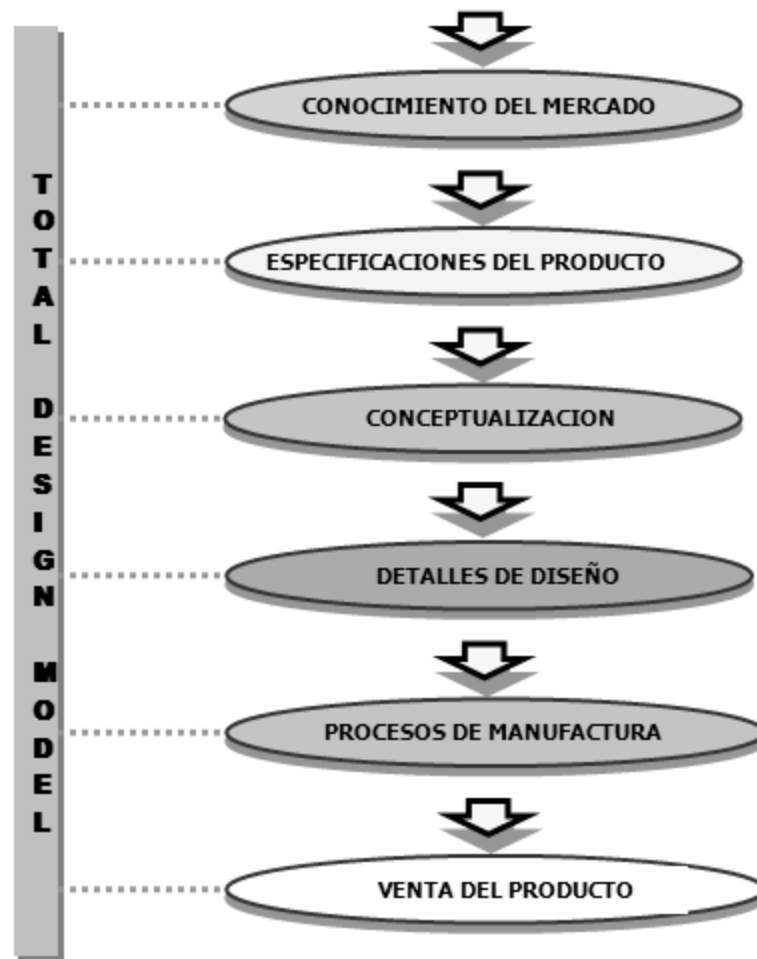 TOTAL DESIGN MODEL
CONOCIMIENTO DEL MERCADO
ESPECIFICACIONES DEL PRODUCTO
CONCEPTUALIZACION
DETALLES DE DISEÑO
PROCESOS DE MANUFACTURA
VENTA DEL PRODUCTO